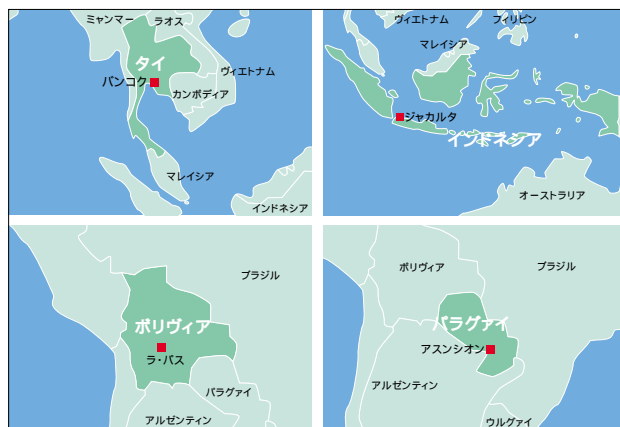 ミャンマー
ラオス
タイ
バンコク
ヴィエトナム
カンボディア
マレイシア
インドネシア
ヴィエトナム
フィリピン
マレイシア
ジャカルタ
インドネシア
オーストラリア
ブラジル
ボリヴィア
ラ・パス
パラグァイ
アルゼンティン
ボリヴィア
ブラジル
パラグァイ
アスンシオン
アルゼンティン
ウルグァイ